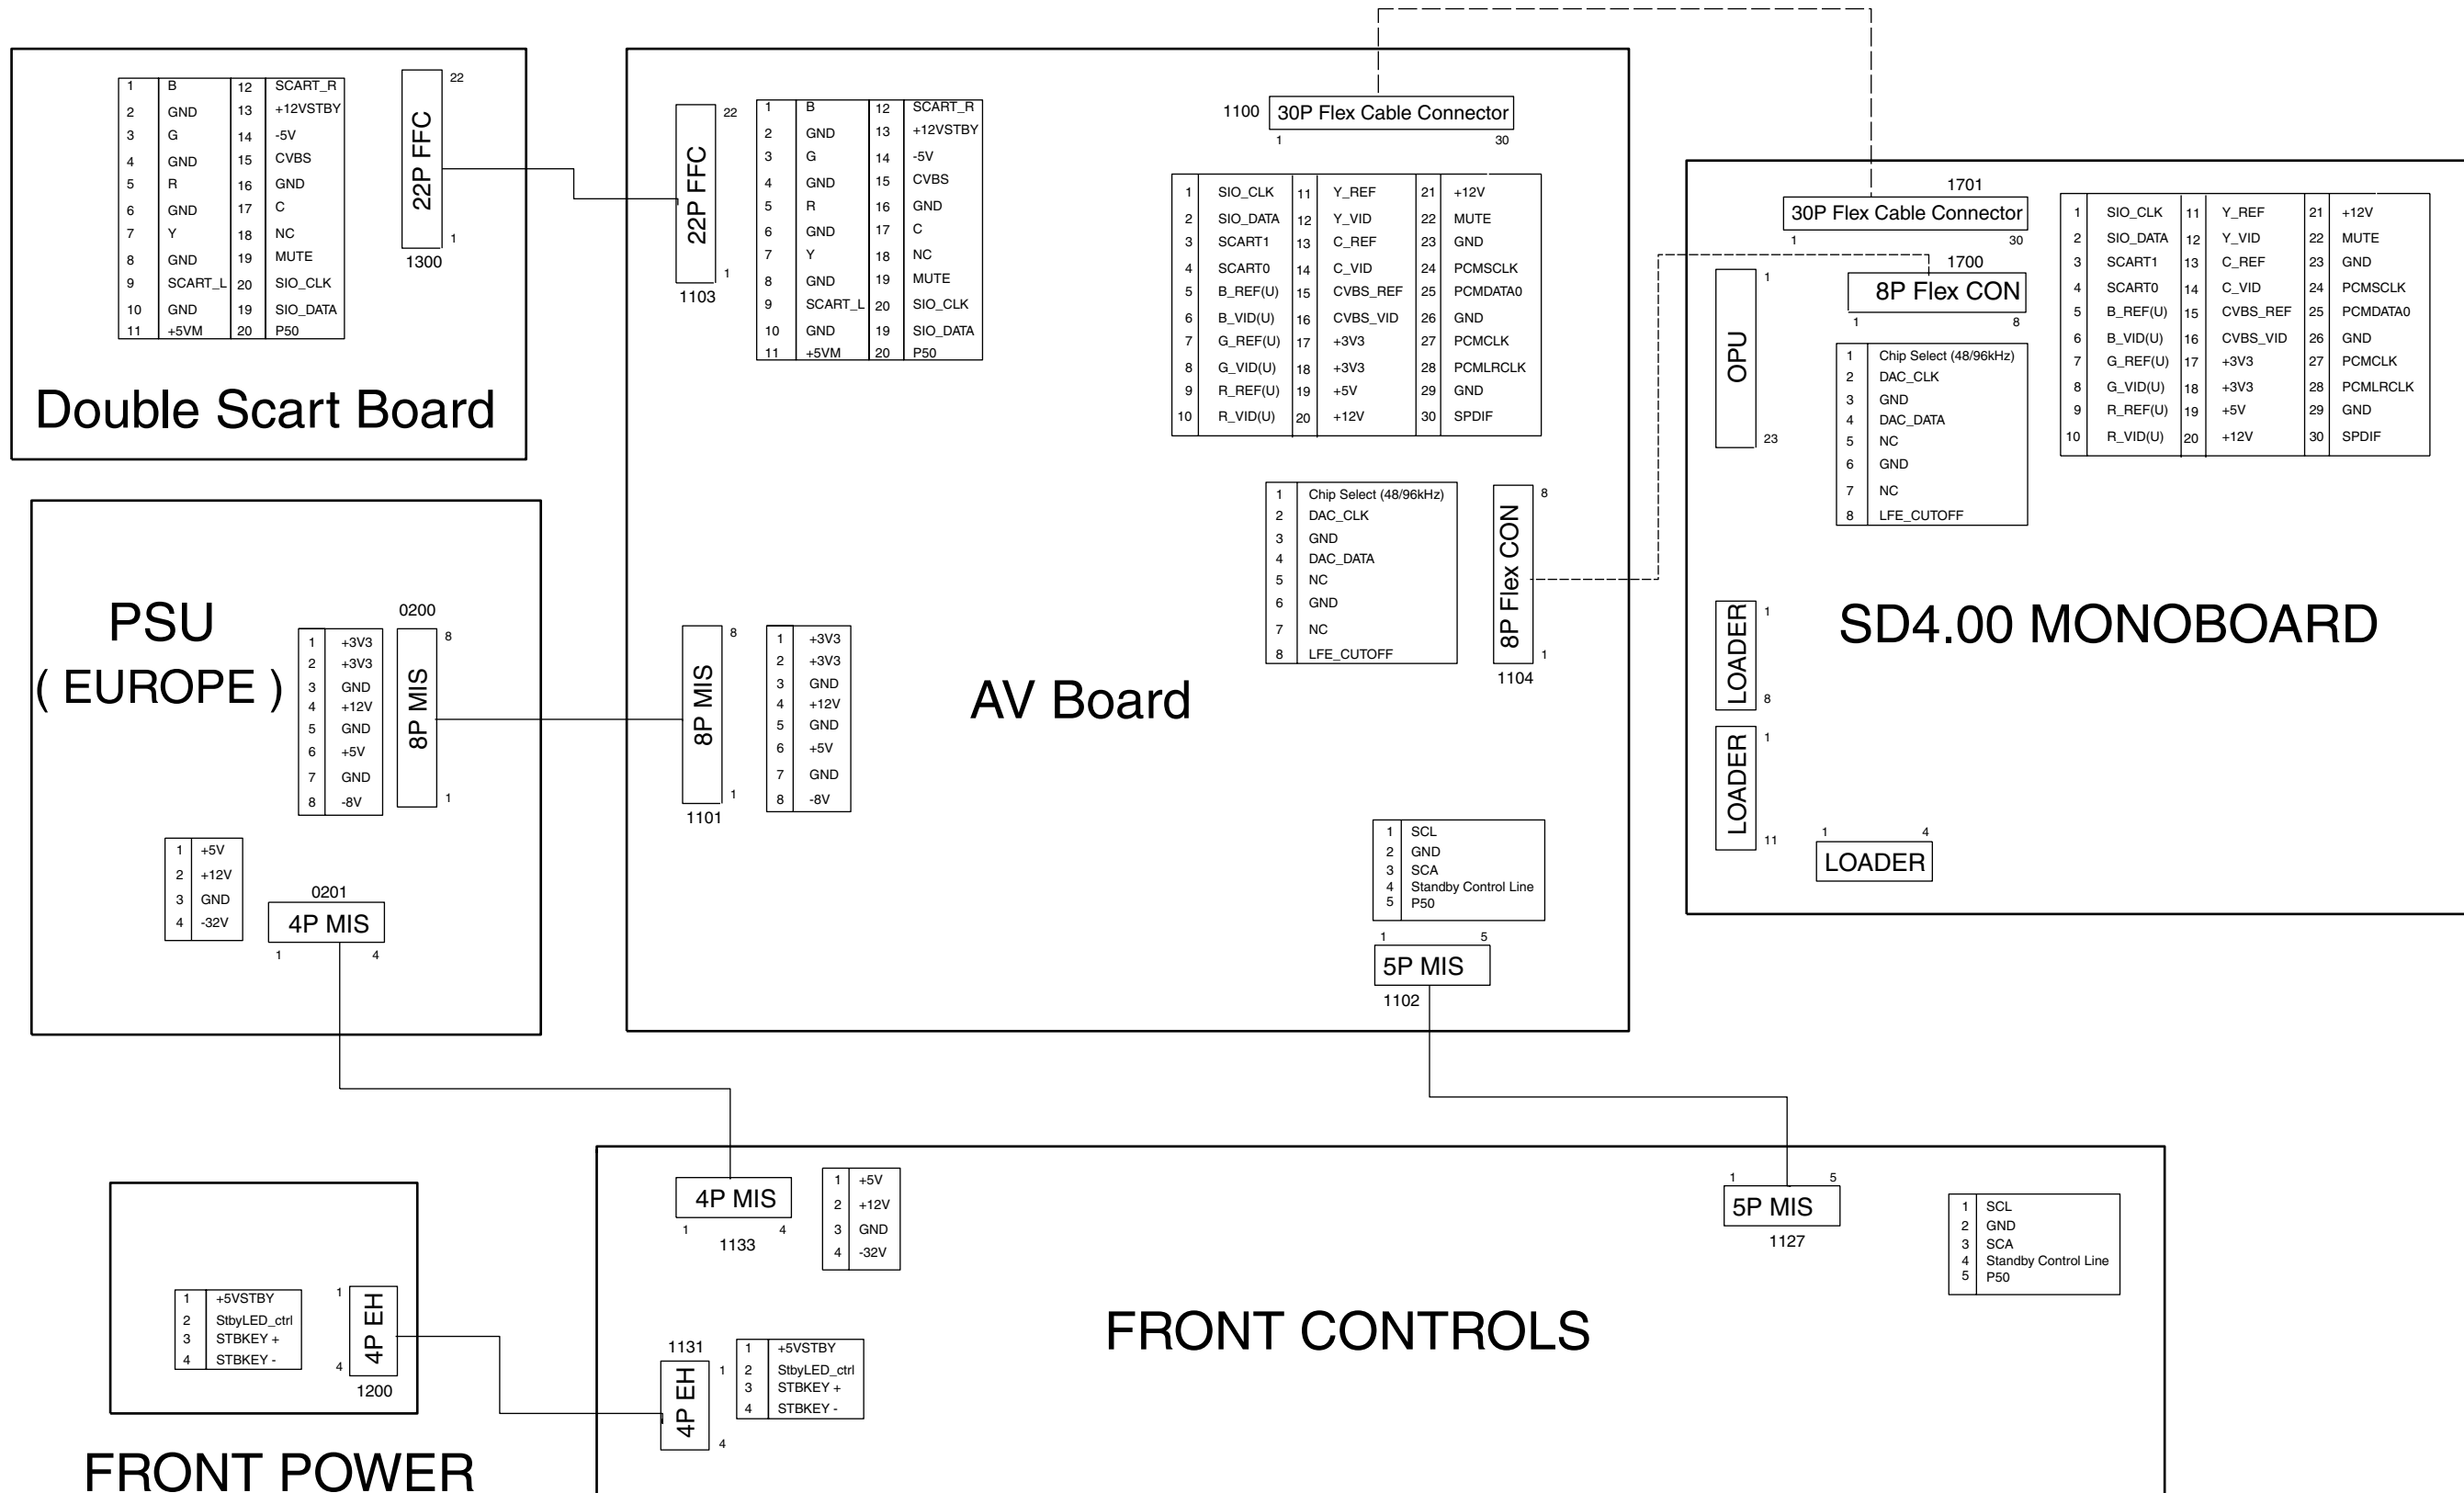 1 B 12 SCART_R
2 GND 13 +12VSTBY
3 G 14 -5V
4 GND 15 CVBS
5 R 16 GND
6 GND 17 C
7 Y 18 NC
8 GND 19 MUTE
9 SCART_L 20 SIO_CLK
10 GND 19 SIO_DATA
11 +5VM 20 P50
22
22P FFC
1
1300
Double Scart Board
22
22P FFC
1
1103
1 B 12 SCART_R
2 GND 13 +12VSTBY
3 G 14 -5V
4 GND 15 CVBS
5 R 16 GND
6 GND 17 C
7 Y 18 NC
8 GND 19 MUTE
9 SCART_L 20 SIO_CLK
10 GND 19 SIO_DATA
11 +5VM 20 P50
1100 30P Flex Cable Connector
1 30
1 SIO_CLK 11 Y_REF 21 +12V
2 SIO_DATA 12 Y_VID 22 MUTE
3 SCART1 13 C_REF 23 GND
4 SCART0 14 C_VID 24 PCMSCLK
5 B_REF(U) 15 CVBS_REF 25 PCMDATA0
6 B_VID(U) 16 CVBS_VID 26 GND
7 G_REF(U) 17 +3V3 27 PCMCLK
8 G_VID(U) 18 +3V3 28 PCMLRCLK
9 R_REF(U) 19 +5V 29 GND
10 R_VID(U) 20 +12V 30 SPDIF
1 Chip Select (48/96kHz)
2 DAC_CLK
3 GND
4 DAC_DATA
5 NC
6 GND
7 NC
8 LFE_CUTOFF
8
8P Flex CON
1
1104
AV Board
8
8P MIS
1
1101
1 +3V3
2 +3V3
3 GND
4 +12V
5 GND
6 +5V
7 GND
8 -8V
1 SCL
2 GND
3 SCA
4 Standby Control Line
5 P50
1 5
5P MIS
1102
1701
30P Flex Cable Connector
1 30
1700
8P Flex CON
1 8
1 Chip Select (48/96kHz)
2 DAC_CLK
3 GND
4 DAC_DATA
5 NC
6 GND
7 NC
8 LFE_CUTOFF
1
OPU
23
1 SIO_CLK 11 Y_REF 21 +12V
2 SIO_DATA 12 Y_VID 22 MUTE
3 SCART1 13 C_REF 23 GND
4 SCART0 14 C_VID 24 PCMSCLK
5 B_REF(U) 15 CVBS_REF 25 PCMDATA0
6 B_VID(U) 16 CVBS_VID 26 GND
7 G_REF(U) 17 +3V3 27 PCMCLK
8 G_VID(U) 18 +3V3 28 PCMLRCLK
9 R_REF(U) 19 +5V 29 GND
10 R_VID(U) 20 +12V 30 SPDIF
SD4.00 MONOBOARD
1
LOADER
8
1
LOADER
11
1 4
LOADER
PSU
( EUROPE )
1 +3V3
2 +3V3
3 GND
4 +12V
5 GND
6 +5V
7 GND
8 -8V
0200
8
8P MIS
1
1 +5V
2 +12V
3 GND
4 -32V
0201
4P MIS
1 4
4P MIS
1 4
1133
1 +5V
2 +12V
3 GND
4 -32V
1 5
5P MIS
1127
1 SCL
2 GND
3 SCA
4 Standby Control Line
5 P50
FRONT CONTROLS
1 +5VSTBY
2 StbyLED_ctrl
3 STBKEY +
4 STBKEY -
1
4P EH
4
1200
FRONT POWER
1131
1
4P EH
4
1 +5VSTBY
2 StbyLED_ctrl
3 STBKEY +
4 STBKEY -